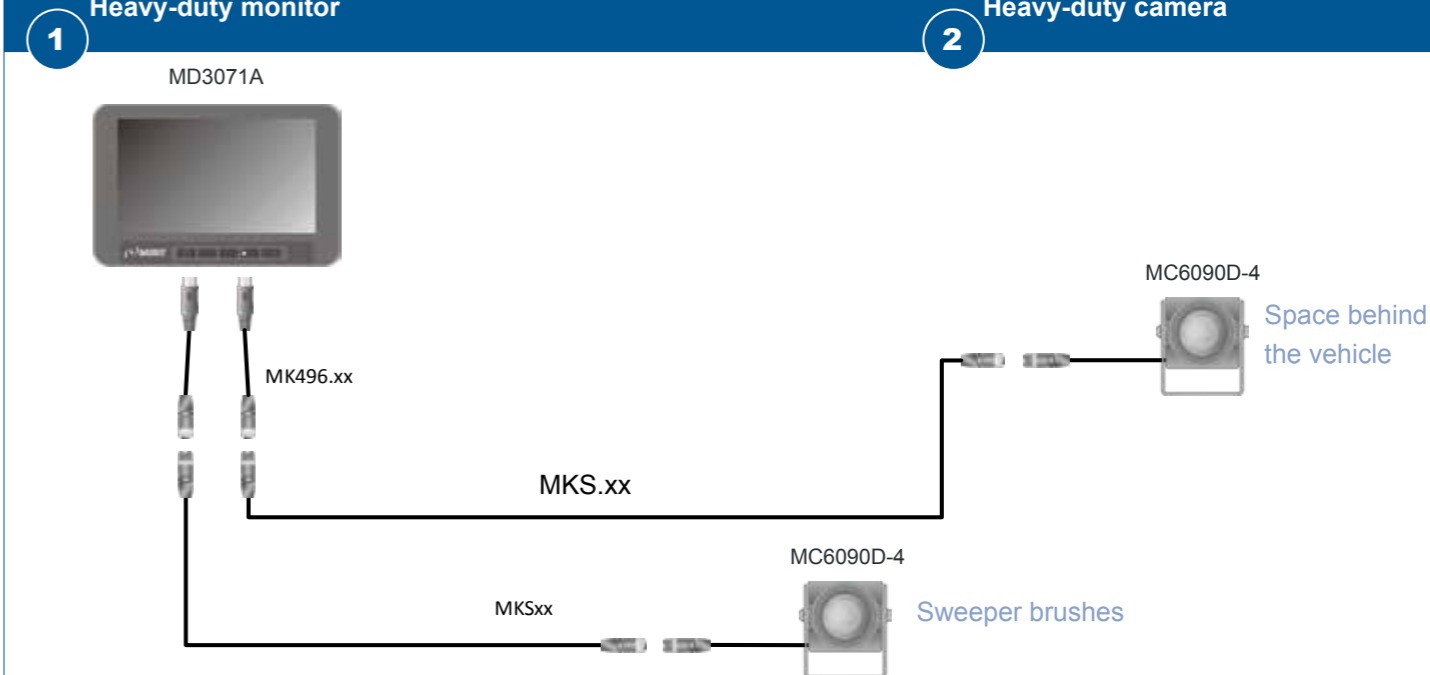 Heavy-duty monitor
1
Heavy-duty camera
2
MD3071A
MC6090D-4
Space behind
the vehicle
MK496.xx
MKS.xx
MC6090D-4
MKSxx
Sweeper brushes